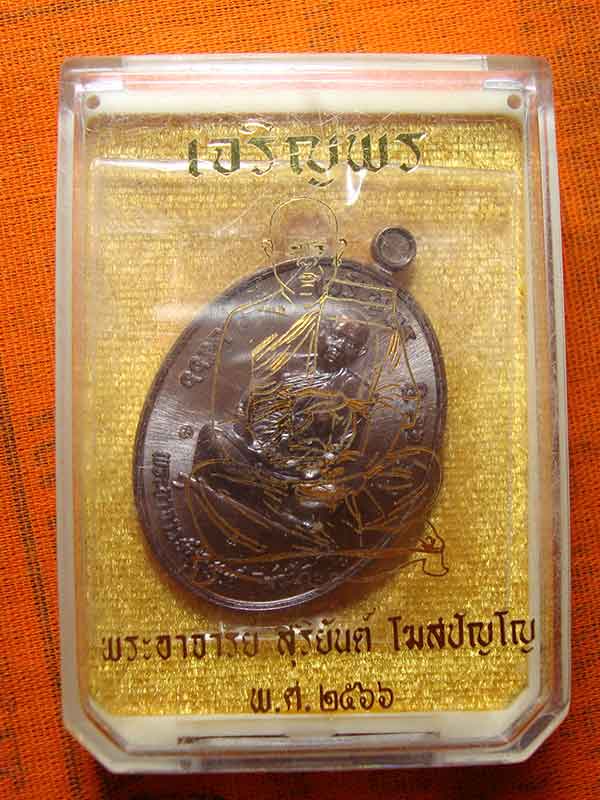 เจริญพร
พระอาจารย์ สุริยันต์ โฆสปัญโญ
พ.ศ.๒๕๖๖